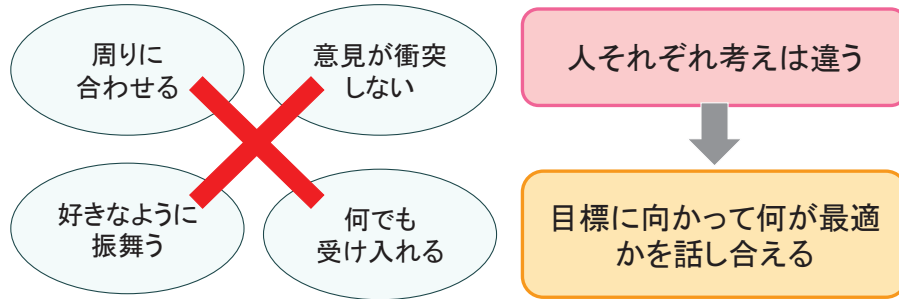 周りに
合わせる
意見が衝突
しない
好きなように
振舞う
何でも
受け入れる
人それぞれ考えは違う
目標に向かって何が最適
かを話し合える